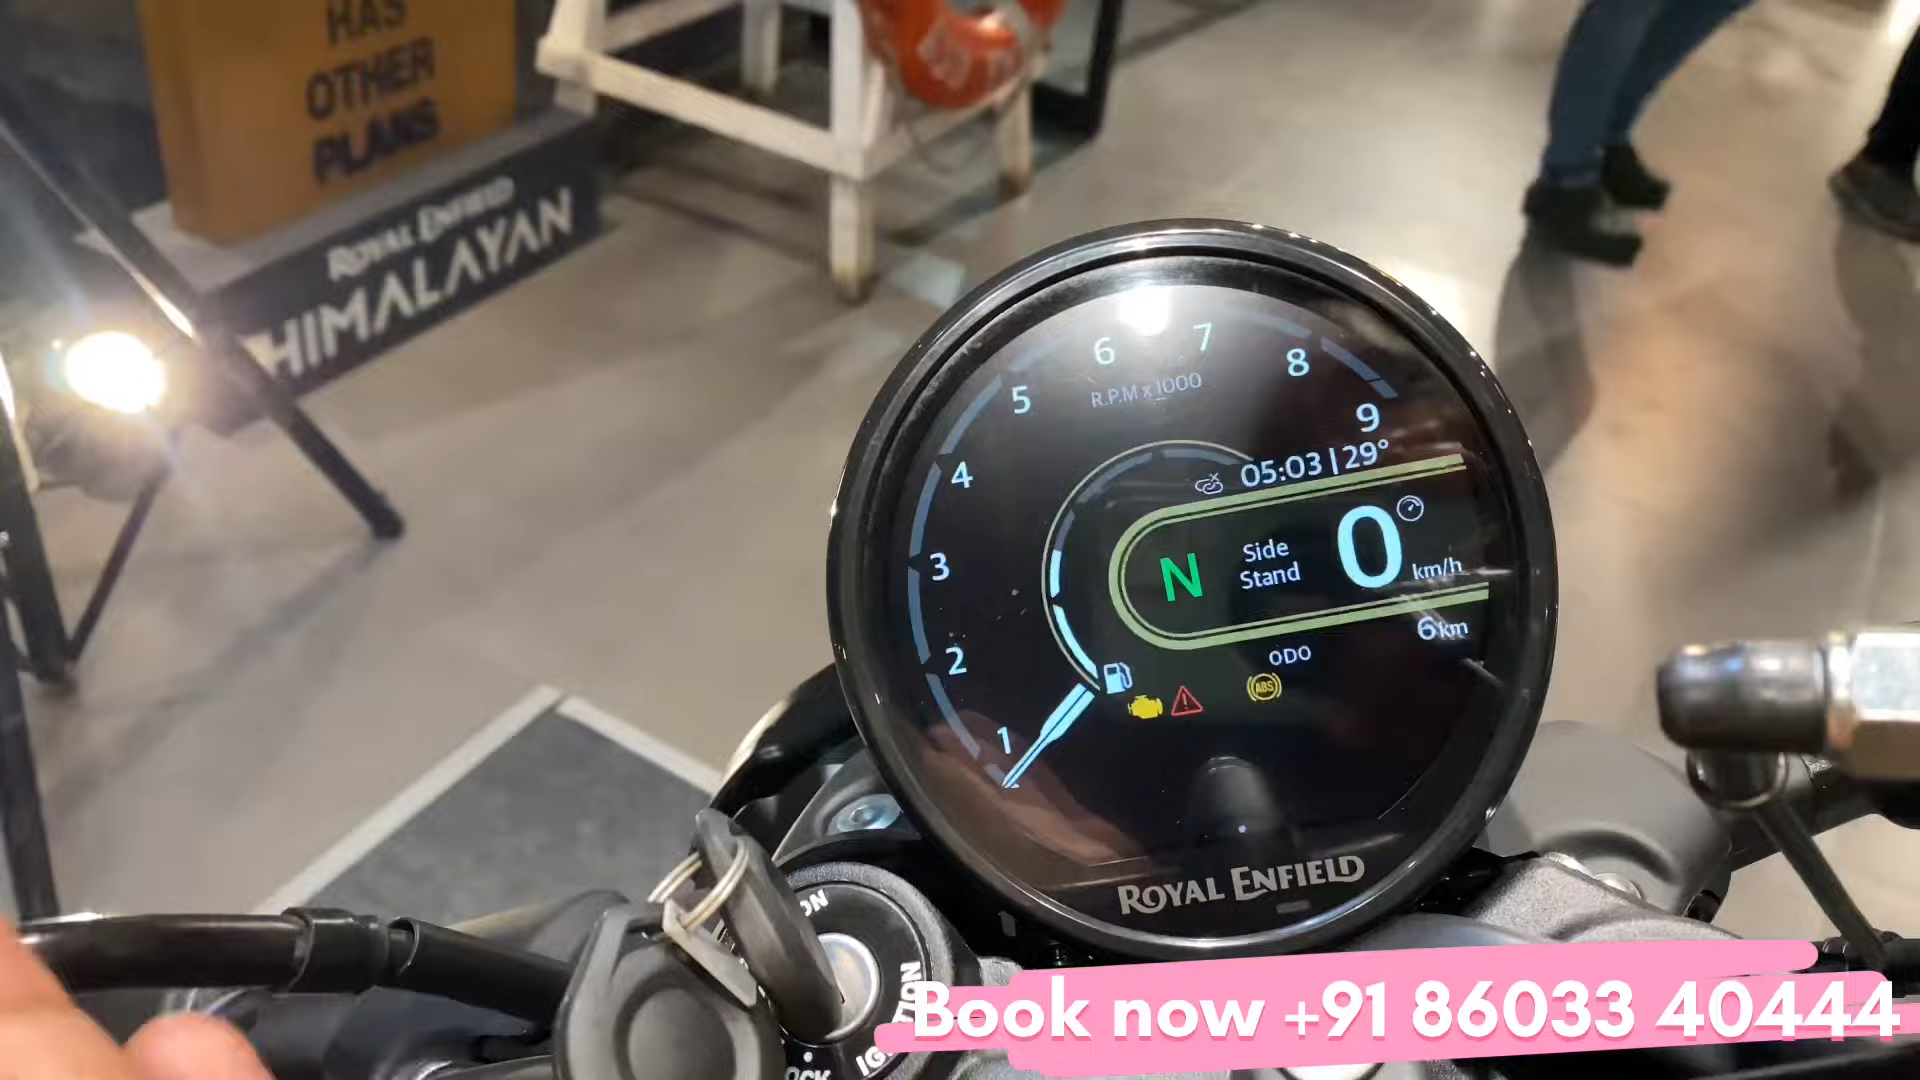 HAS
OTHER
PLANS
ROYAL ENFIELD
HIMALAYAN
1
2
3
4
5
6
7
8
9
R.P.M x 1000
05:03 | 29°
N
Side
Stand
0
km/h
6 km
ODO
ABS
ROYAL ENFIELD
ON
IGNITION
Book now +91 86033 40444